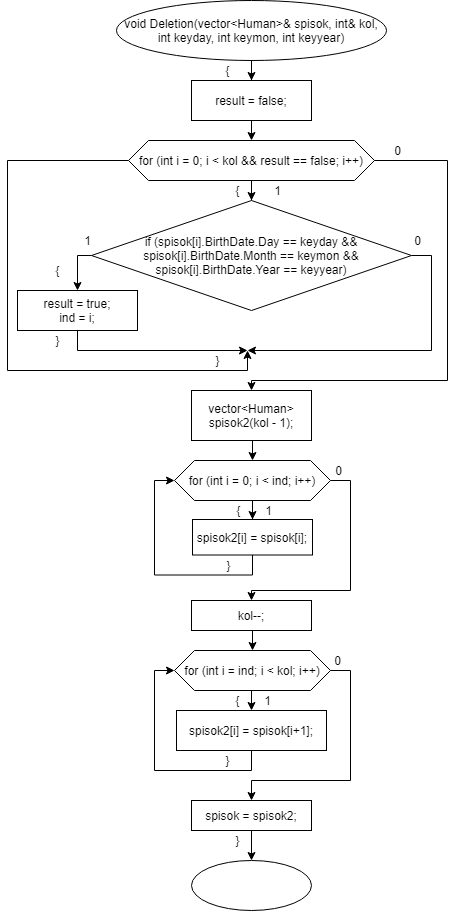 void Deletion(vector<Human>& spisok, int& kol,
int keyday, int keymon, int keyyear)
{
result = false;
for (int i = 0; i < kol && result == false; i++)
0
{
1
if (spisok[i].BirthDate.Day == keyday &&
spisok[i].BirthDate.Month == keymon &&
spisok[i].BirthDate.Year == keyyear)
1
0
{
result = true;
ind = i;
}
}
vector<Human>
spisok2(kol - 1);
for (int i = 0; i < ind; i++)
0
{
1
spisok2[i] = spisok[i];
}
kol--;
for (int i = ind; i < kol; i++)
0
{
1
spisok2[i] = spisok[i+1];
}
spisok = spisok2;
}